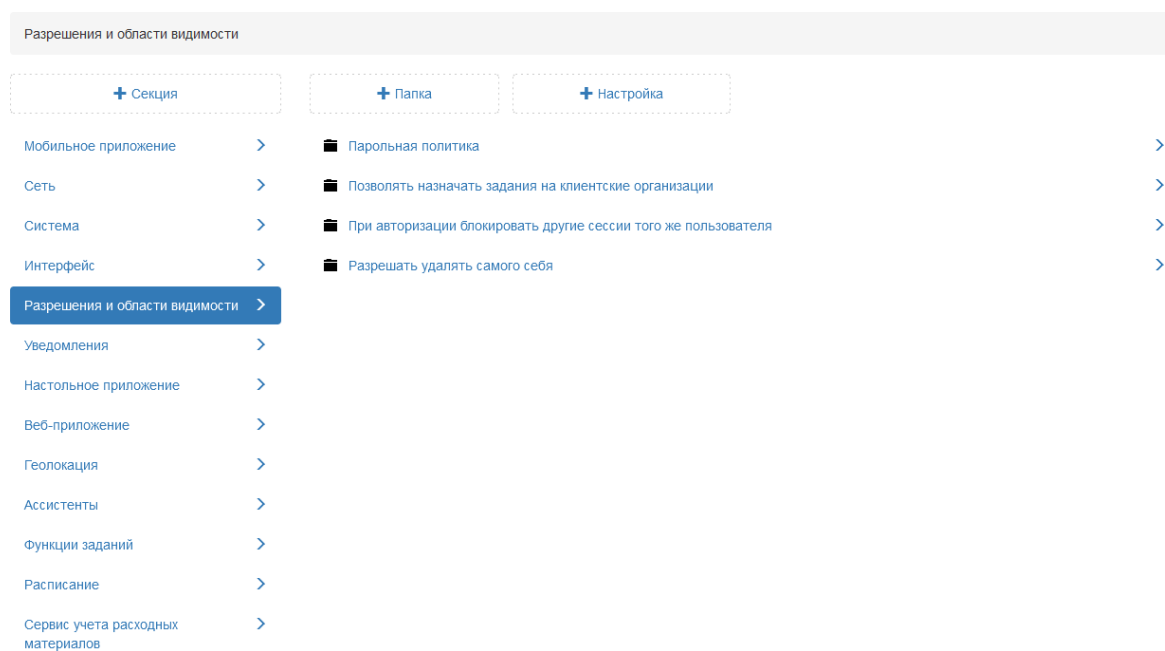 Разрешения и области видимости
Секция
Папка
Настройка
Мобильное приложение
Сеть
Система
Интерфейс
Разрешения и области видимости
Уведомления
Настольное приложение
Веб-приложение
Геолокация
Ассистенты
Функции заданий
Расписание
Сервис учета расходных
материалов
Парольная политика
Позволять назначать задания на клиентские организации
При авторизации блокировать другие сессии того же пользователя
Разрешать удалять самого себя